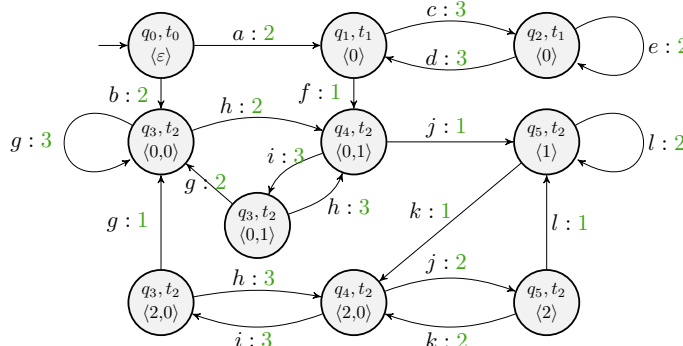 a : 2
c : 3
q₀, t₀
⟨ε⟩
q₁, t₁
⟨0⟩
q₂, t₁
⟨0⟩
e : 2
d : 3
b : 2
f : 1
h : 2
g : 3
q₃, t₂
⟨0,0⟩
q₄, t₂
⟨0,1⟩
j : 1
q₅, t₂
⟨1⟩
l : 2
i : 3
g : 2
q₃, t₂
⟨0,1⟩
h : 3
k : 1
g : 1
l : 1
h : 3
j : 2
q₃, t₂
⟨2,0⟩
q₄, t₂
⟨2,0⟩
q₅, t₂
⟨2⟩
i : 3
k : 2